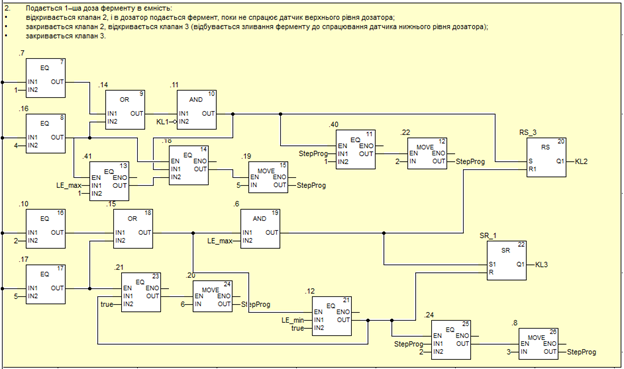 2. Подається 1–ша доза ферменту в ємність:
• відкривається клапан 2, і в дозатор подається фермент, поки не спрацює датчик верхнього рівня дозатора;
• закривається клапан 2, відкривається клапан 3 (відбувається зливання ферменту до спрацювання датчика нижнього рівня дозатора);
• закривається клапан 3.
.7
EQ 7
IN1 OUT
1 IN2
.14
OR 9
IN1 OUT
IN2
.11
AND 10
IN1 OUT
KL1 IN2
.16
EQ 8
IN1 OUT
4 IN2
.41
EQ 13
EN ENO
LE_max IN1 OUT
1 IN2
EQ 14
EN ENO
IN1 OUT
IN2
.19
MOVE 15
EN ENO
5 IN OUT StepProg
.40
EQ 11
EN ENO
StepProg IN1 OUT
1 IN2
.22
MOVE 12
EN ENO
2 IN OUT StepProg
RS_3
RS 20
S Q1 KL2
R1
.10
EQ 16
IN1 OUT
2 IN2
.15
OR 18
IN1 OUT
IN2
.6
AND 19
IN1 OUT
LE_max IN2
SR_1
SR 22
S1 Q1 KL3
R
.17
EQ 17
IN1 OUT
5 IN2
.21
EQ 23
EN ENO
IN1 OUT
true IN2
.20
MOVE 24
EN ENO
6 IN OUT StepProg
.12
EQ 21
EN ENO
LE_min IN1 OUT
true IN2
.24
EQ 25
EN ENO
StepProg IN1 OUT
2 IN2
.8
MOVE 26
EN ENO
3 IN OUT StepProg